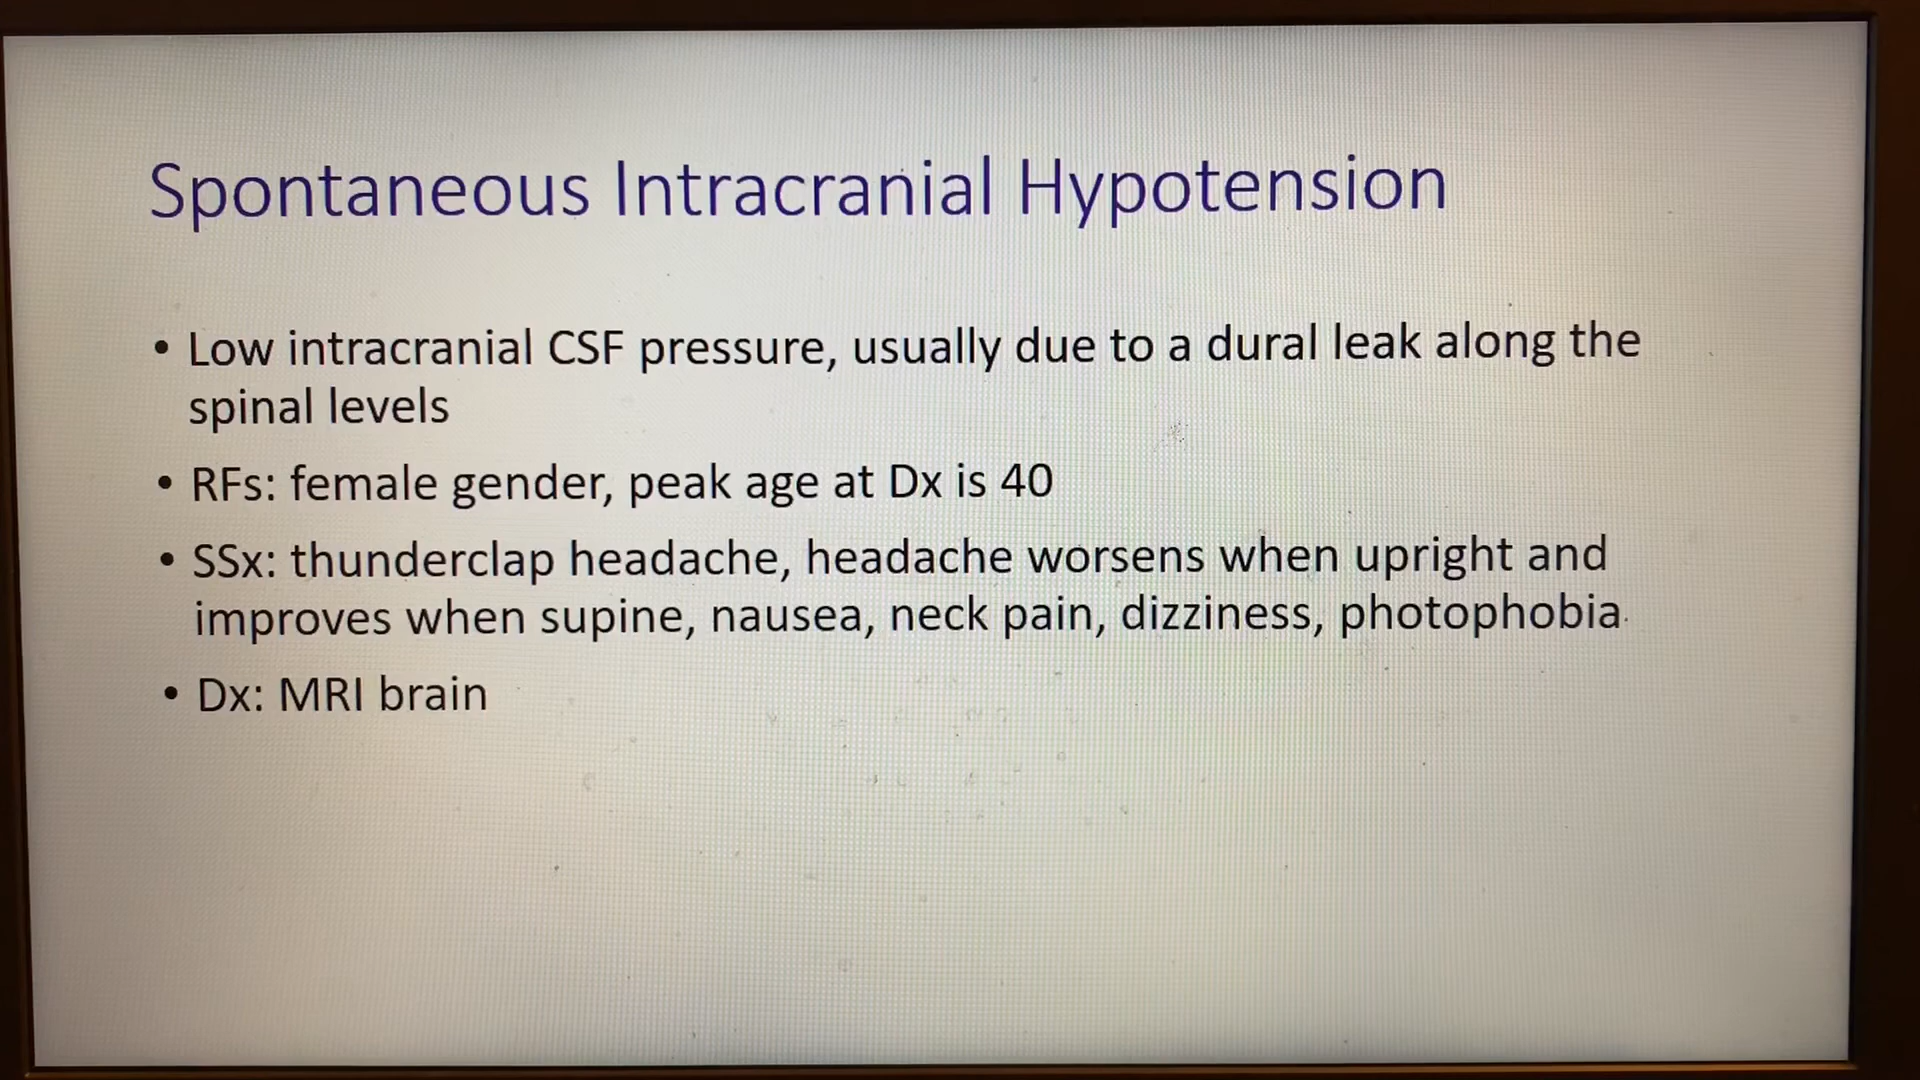 Spontaneous Intracranial Hypotension
• Low intracranial CSF pressure, usually due to a dural leak along the
spinal levels
• RFs: female gender, peak age at Dx is 40
• SSx: thunderclap headache, headache worsens when upright and
improves when supine, nausea, neck pain, dizziness, photophobia
• Dx: MRI brain